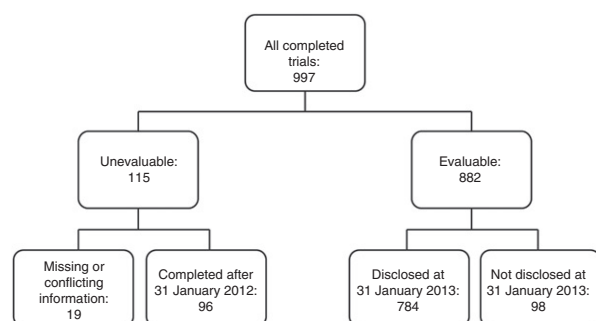 All completed
trials:
997
Unevaluable:
115
Evaluable:
882
Missing or
conflicting
information:
19
Completed after
31 January 2012:
96
Disclosed at
31 January 2013:
784
Not disclosed at
31 January 2013:
98